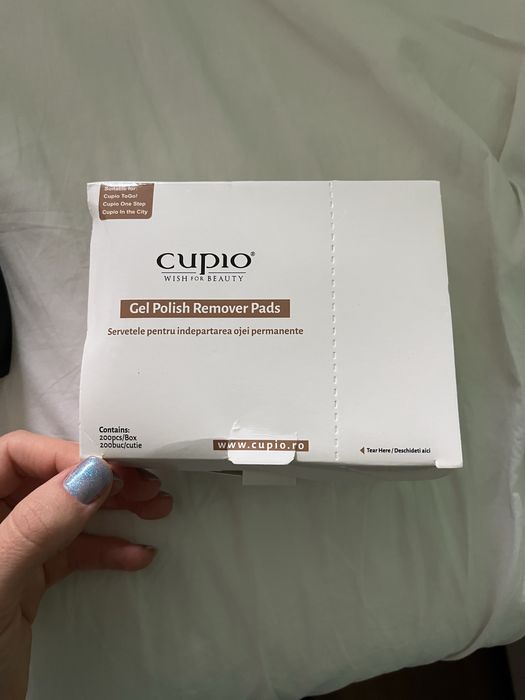 Suitable for:
Cupio ToGo!
Cupio One Step
Cupio In the City
cupio®
WISH FOR BEAUTY
Gel Polish Remover Pads
Servetele pentru indepartarea ojei permanente
Contains:
200pcs/Box
200buc/cutie
www.cupio.ro
Tear Here / Deschideti aici